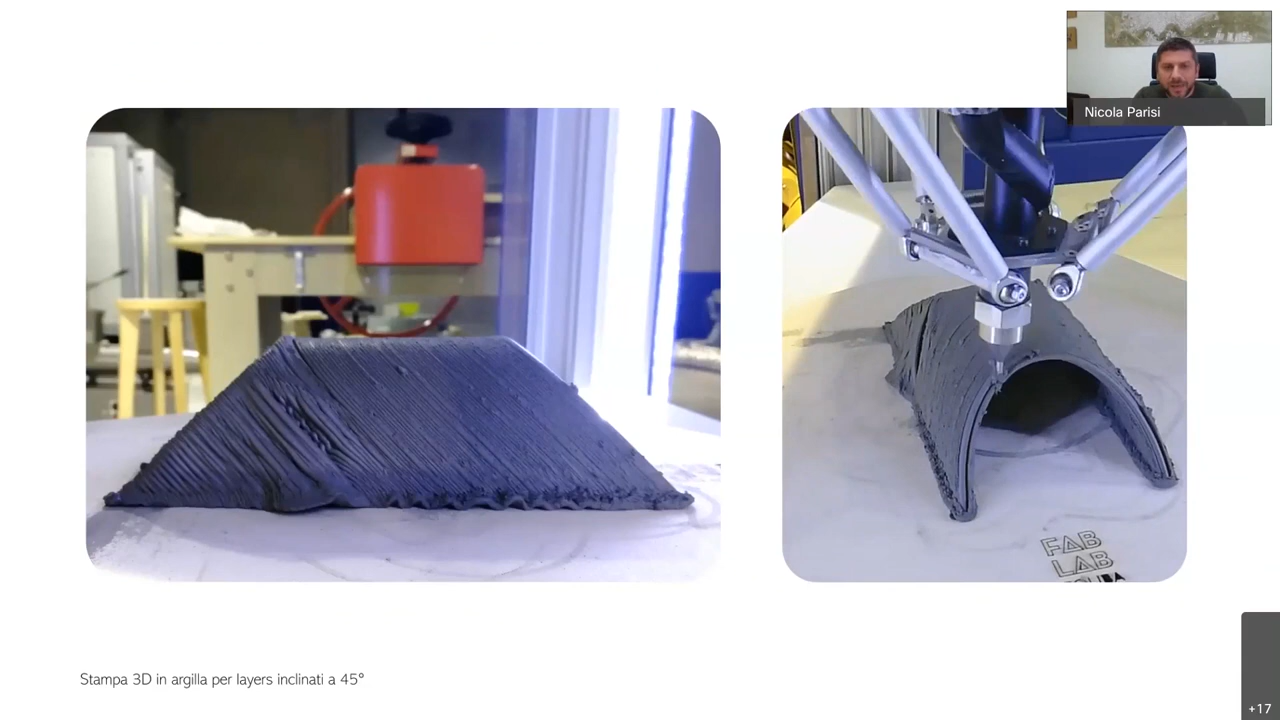 Nicola Parisi
FAB
LAB
Stampa 3D in argilla per layers inclinati a 45°
+17